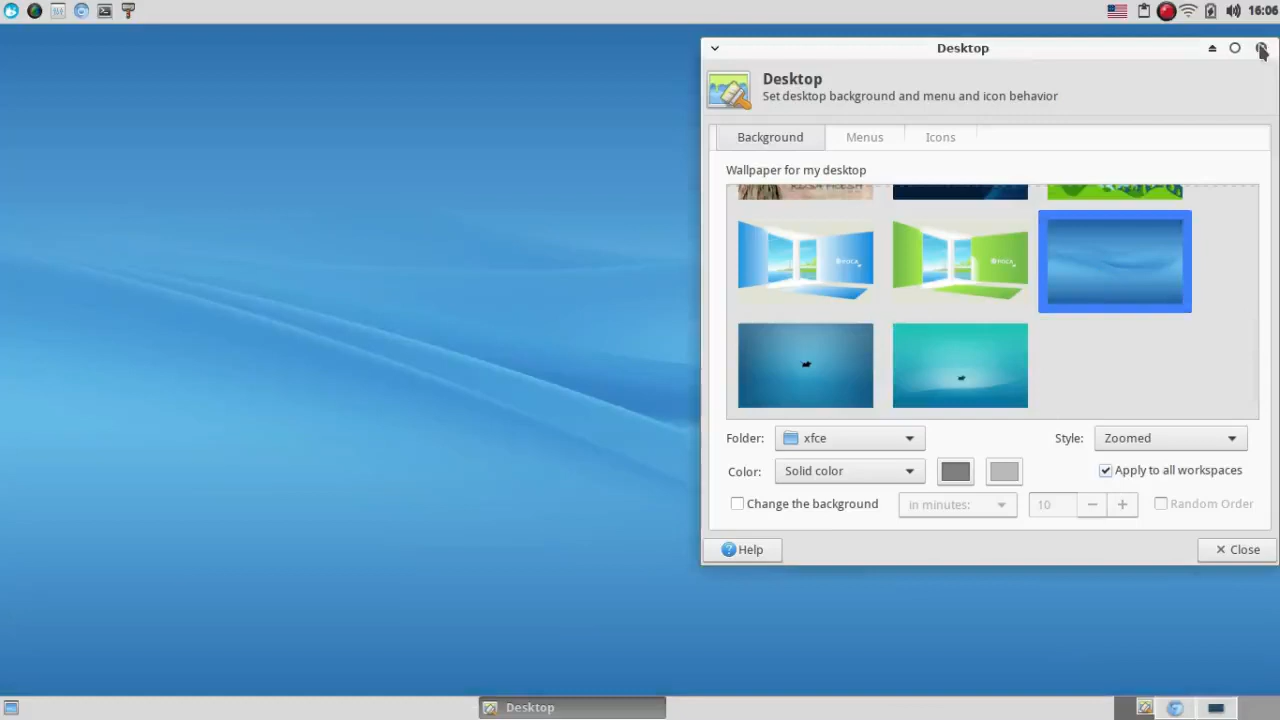 16:06
Desktop
Desktop
Set desktop background and menu and icon behavior
Background Menus Icons
Wallpaper for my desktop
Folder: xfce Style: Zoomed
Color: Solid color Apply to all workspaces
Change the background in minutes: 10 Random Order
Help Close
Desktop